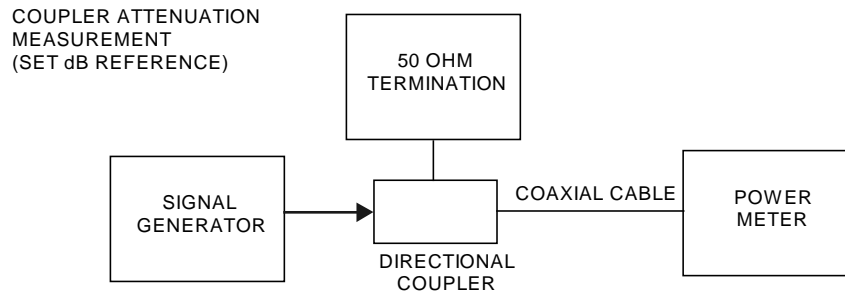 COUPLER ATTENUATION
MEASUREMENT
(SET dB REFERENCE)
50 OHM
TERMINATION
SIGNAL
GENERATOR
COAXIAL CABLE
POWER
METER
DIRECTIONAL
COUPLER